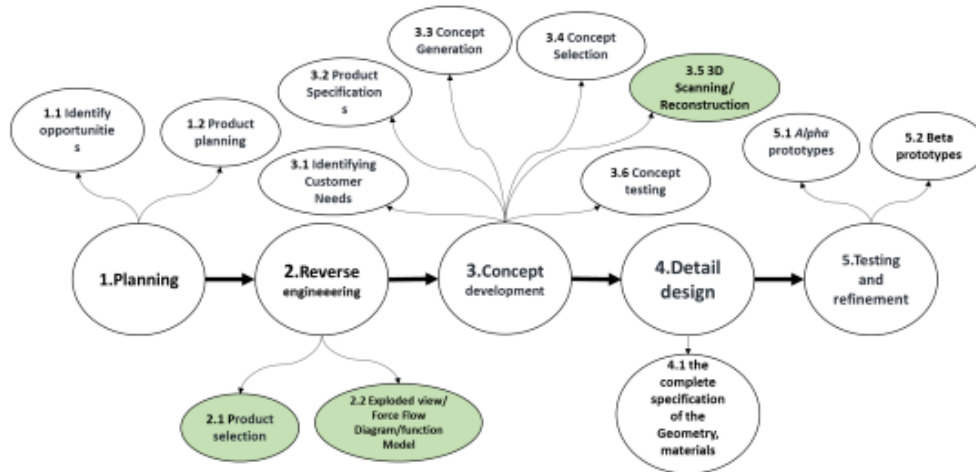 3.3 Concept
Generation
3.4 Concept
Selection
3.2 Product
Specification
s
3.5 3D
Scanning/
Reconstruction
1.1 Identify
opportunitie
s
1.2 Product
planning
5.1 Alpha
prototypes
5.2 Beta
prototypes
3.1 Identifying
Customer
Needs
3.6 Concept
testing
1.Planning
2.Reverse
engineeering
3.Concept
development
4.Detail
design
5.Testing
and
refinement
2.1 Product
selection
2.2 Exploded view/
Force Flow
Diagram/function
Model
4.1 the
complete
specification
of the
Geometry,
materials